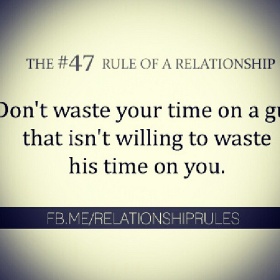 THE #47 RULE OF A RELATIONSHIP
Don't waste your time on a gu
that isn't willing to waste
his time on you.
FB.ME/RELATIONSHIPRULES